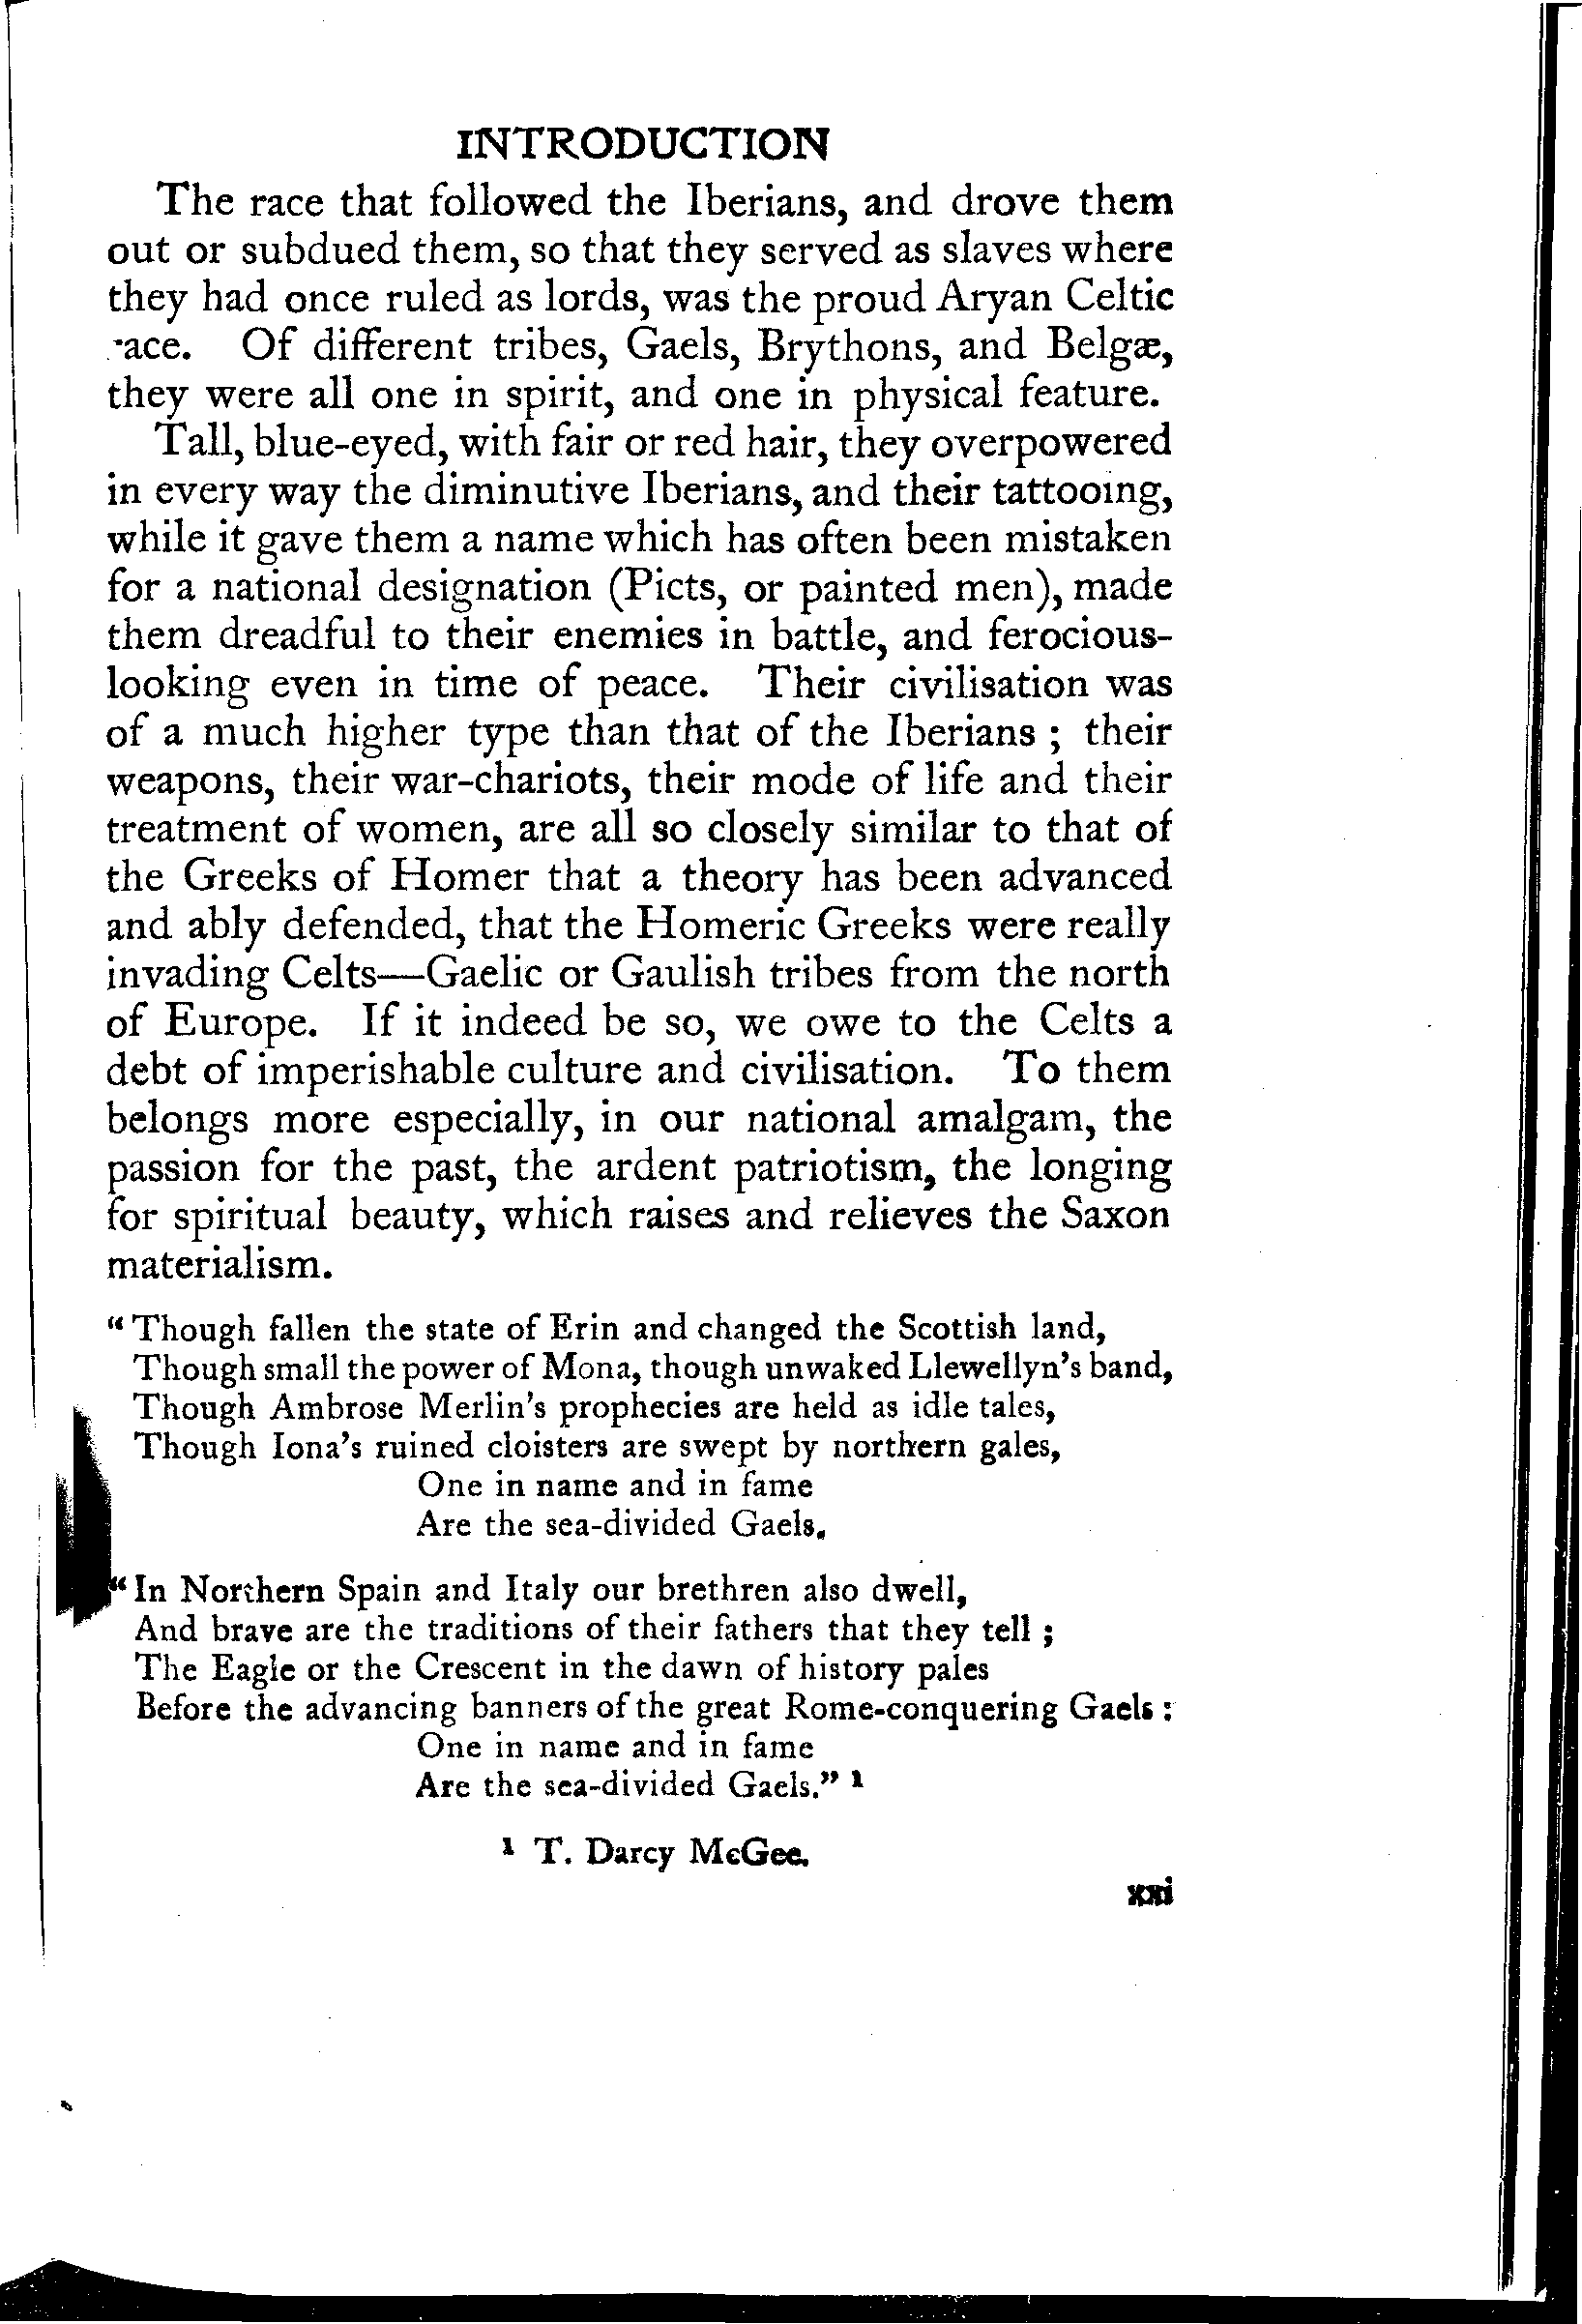 INTRODUCTION
The race that followed the Iberians, and drove them
out or subdued them, so that they served as slaves where
they had once ruled as lords, was the proud Aryan Celtic
race. Of different tribes, Gaels, Brythons, and Belgæ,
they were all one in spirit, and one in physical feature.
Tall, blue-eyed, with fair or red hair, they overpowered
in every way the diminutive Iberians, and their tattooing,
while it gave them a name which has often been mistaken
for a national designation (Picts, or painted men), made
them dreadful to their enemies in battle, and ferocious-
looking even in time of peace. Their civilisation was
of a much higher type than that of the Iberians ; their
weapons, their war-chariots, their mode of life and their
treatment of women, are all so closely similar to that of
the Greeks of Homer that a theory has been advanced
and ably defended, that the Homeric Greeks were really
invading Celts—Gaelic or Gaulish tribes from the north
of Europe. If it indeed be so, we owe to the Celts a
debt of imperishable culture and civilisation. To them
belongs more especially, in our national amalgam, the
passion for the past, the ardent patriotism, the longing
for spiritual beauty, which raises and relieves the Saxon
materialism.
“Though fallen the state of Erin and changed the Scottish land,
Though small the power of Mona, though unwaked Llewellyn's band,
Though Ambrose Merlin's prophecies are held as idle tales,
Though Iona's ruined cloisters are swept by northern gales,
One in name and in fame
Are the sea-divided Gaels.
“In Northern Spain and Italy our brethren also dwell,
And brave are the traditions of their fathers that they tell ;
The Eagle or the Crescent in the dawn of history pales
Before the advancing banners of the great Rome-conquering Gaels :
One in name and in fame
Are the sea-divided Gaels.” ¹
¹ T. Darcy McGee.
xxi